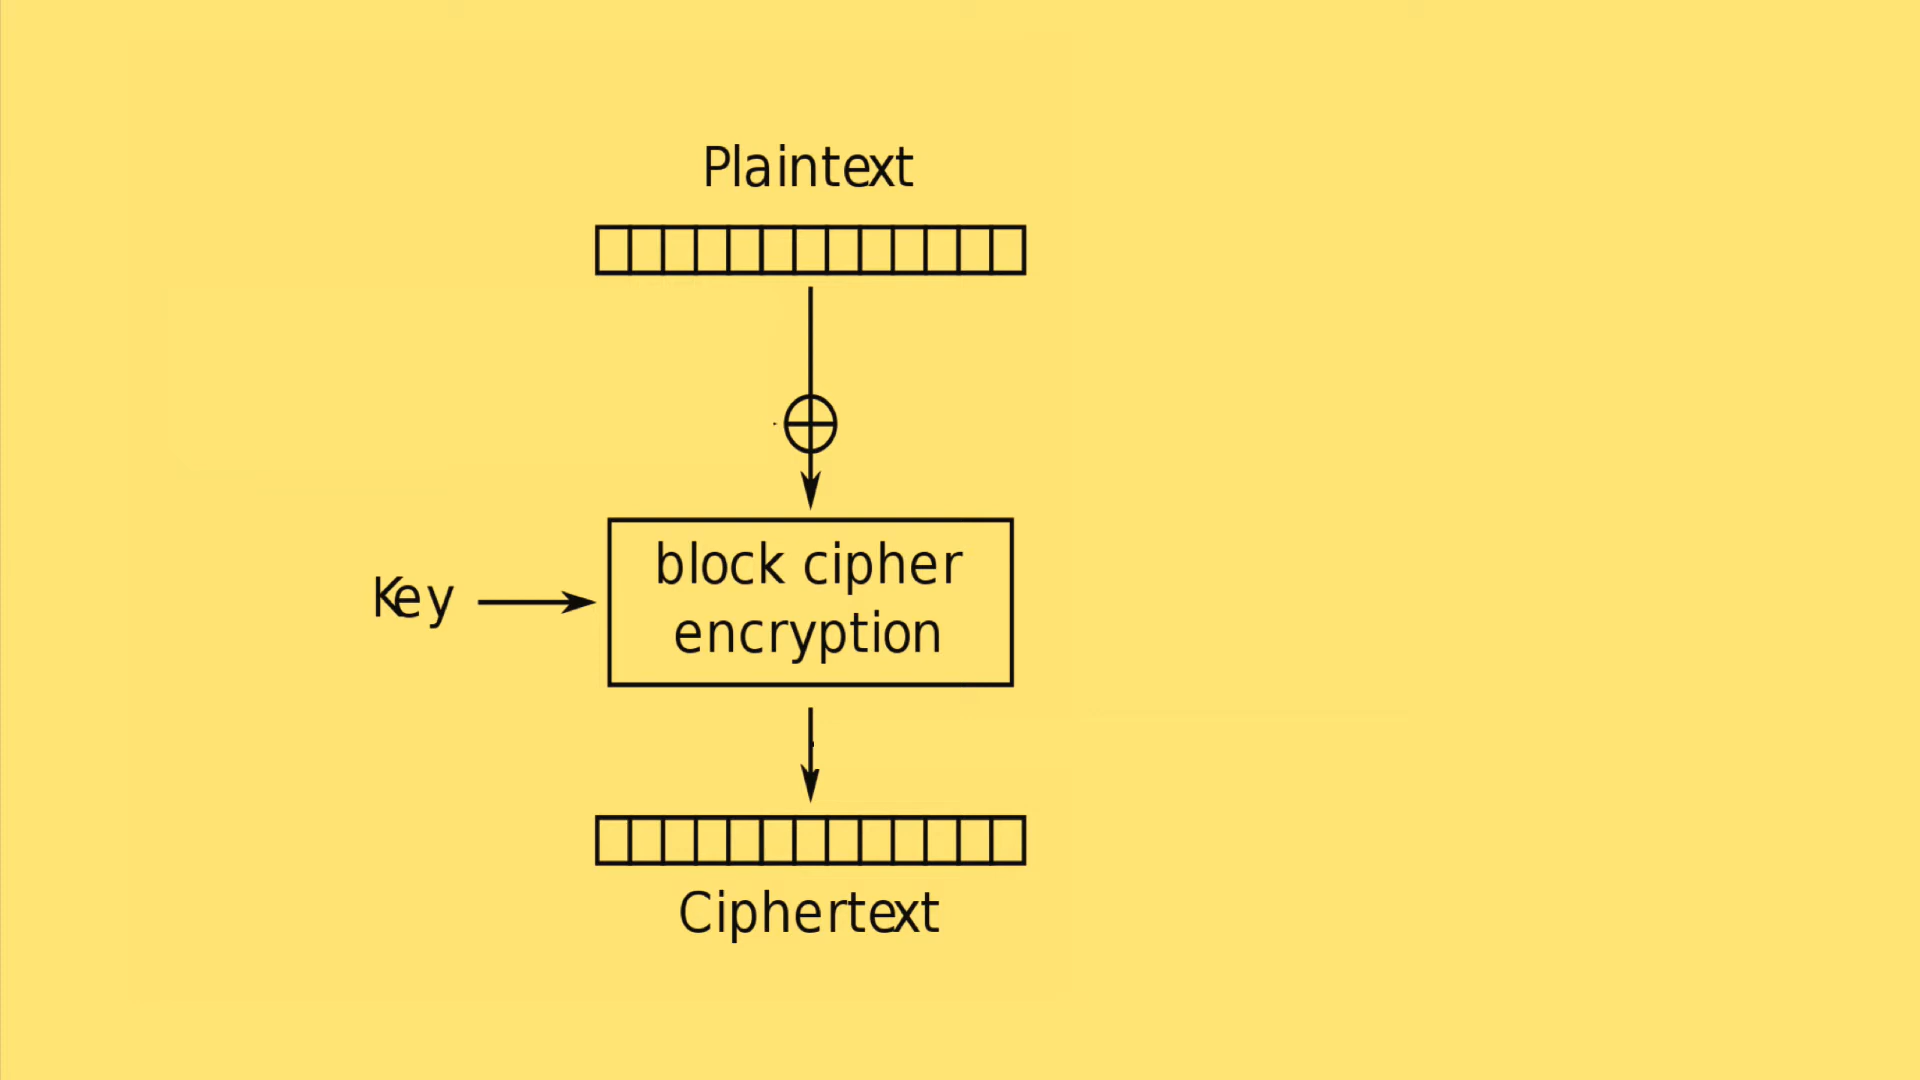 Plaintext
Key
block cipher
encryption
Ciphertext